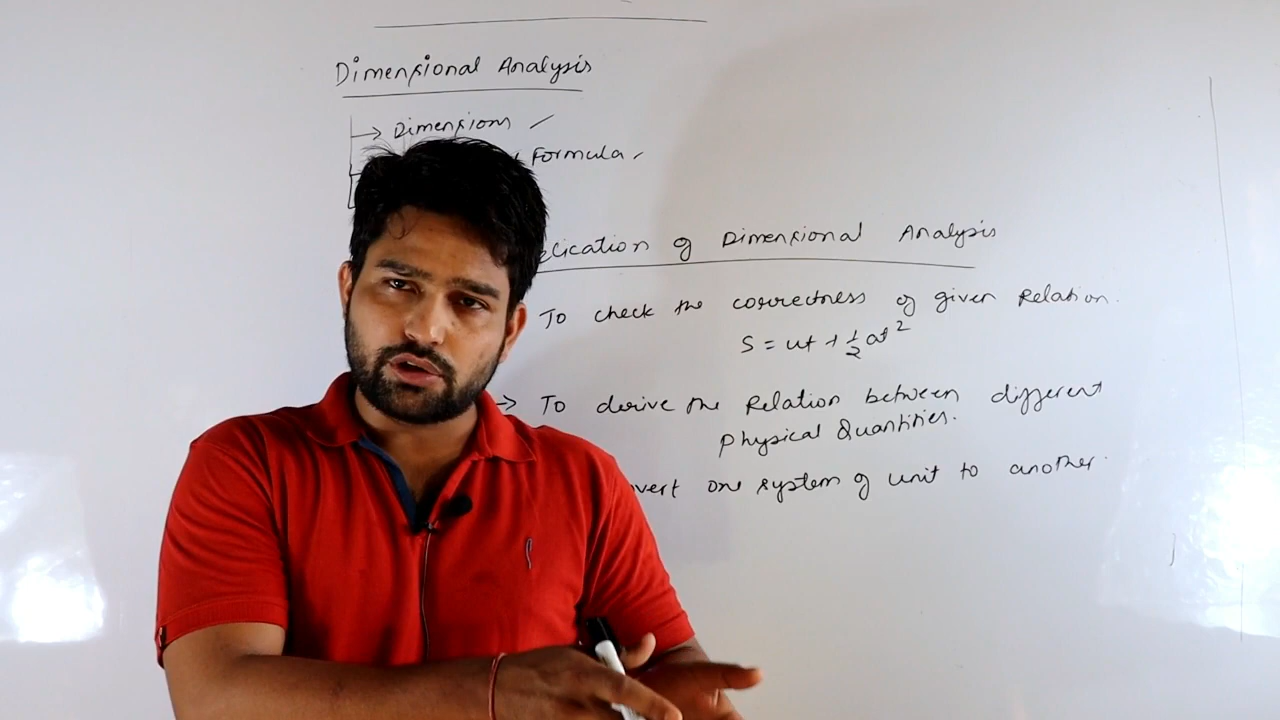 Dimensional Analysis
→ Dimensions
Formula
lication of Dimensional Analysis
To check the correctness of given Relation.
S = ut + 1/2 at²
→ To derive the Relation between different
Physical Quantities.
vert one system of unit to another.